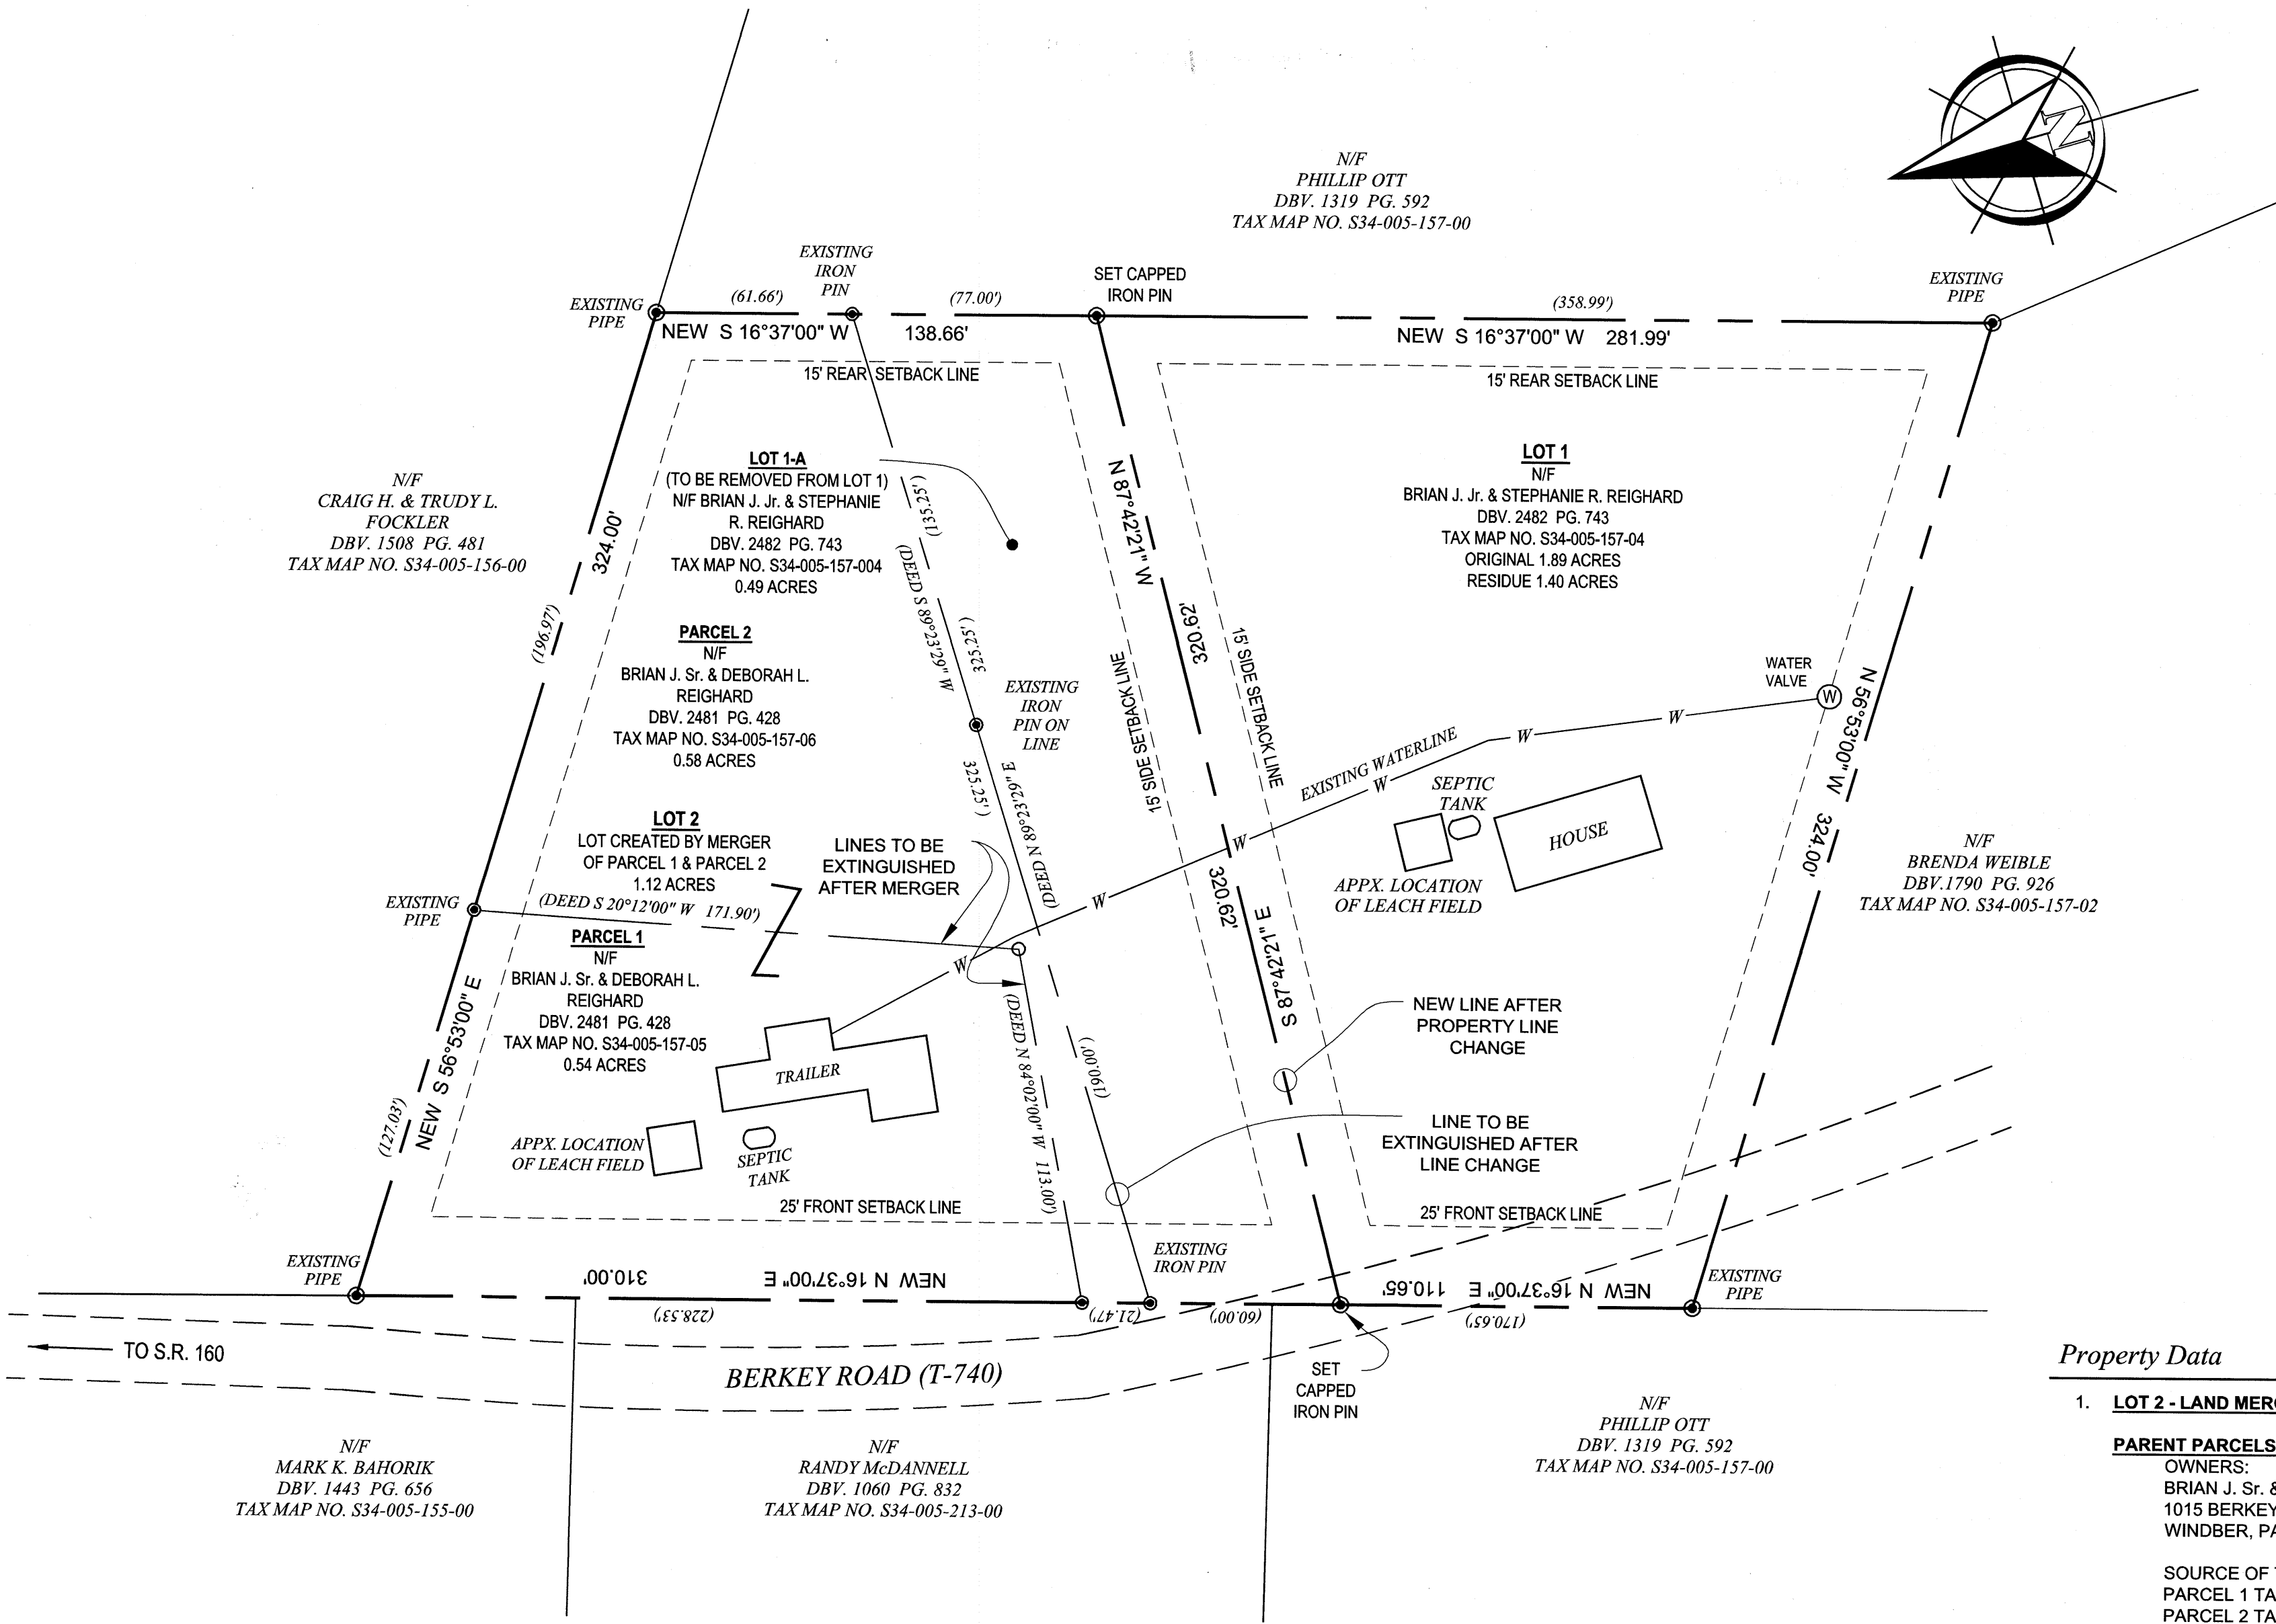 N
N/F
PHILLIP OTT
DBV. 1319 PG. 592
TAX MAP NO. S34-005-157-00
EXISTING
IRON
PIN
SET CAPPED
IRON PIN
EXISTING
PIPE
EXISTING
PIPE
(61.66')
(77.00')
(358.99')
NEW S 16°37'00" W 138.66'
NEW S 16°37'00" W 281.99'
15' REAR SETBACK LINE
15' REAR SETBACK LINE
N/F
CRAIG H. & TRUDY L.
FOCKLER
DBV. 1508 PG. 481
TAX MAP NO. S34-005-156-00
324.00'
(196.97')
LOT 1-A
(TO BE REMOVED FROM LOT 1)
N/F BRIAN J. Jr. & STEPHANIE
R. REIGHARD
DBV. 2482 PG. 743
TAX MAP NO. S34-005-157-004
0.49 ACRES
(135.25')
(DEED S 89°23'29" W
325.25')
N 87°42'21" W
320.62'
LOT 1
N/F
BRIAN J. Jr. & STEPHANIE R. REIGHARD
DBV. 2482 PG. 743
TAX MAP NO. S34-005-157-04
ORIGINAL 1.89 ACRES
RESIDUE 1.40 ACRES
PARCEL 2
N/F
BRIAN J. Sr. & DEBORAH L.
REIGHARD
DBV. 2481 PG. 428
TAX MAP NO. S34-005-157-06
0.58 ACRES
EXISTING
IRON
PIN ON
LINE
15' SIDE SETBACK LINE
15' SIDE SETBACK LINE
WATER
VALVE
W
N 56°53'00" W 324.00'
EXISTING WATERLINE
W
W
W
W
W
W
SEPTIC
TANK
HOUSE
APPX. LOCATION
OF LEACH FIELD
N/F
BRENDA WEIBLE
DBV.1790 PG. 926
TAX MAP NO. S34-005-157-02
(DEED N 89°23'29" E
325.25')
LOT 2
LOT CREATED BY MERGER
OF PARCEL 1 & PARCEL 2
1.12 ACRES
LINES TO BE
EXTINGUISHED
AFTER MERGER
EXISTING
PIPE
(DEED S 20°12'00" W 171.90')
320.62'
S 87°42'21" E
PARCEL 1
N/F
BRIAN J. Sr. & DEBORAH L.
REIGHARD
DBV. 2481 PG. 428
TAX MAP NO. S34-005-157-05
0.54 ACRES
NEW S 56°53'00" E
(127.03')
TRAILER
(DEED N 84°02'00" W 113.00')
(190.00')
NEW LINE AFTER
PROPERTY LINE
CHANGE
LINE TO BE
EXTINGUISHED AFTER
LINE CHANGE
APPX. LOCATION
OF LEACH FIELD
SEPTIC
TANK
25' FRONT SETBACK LINE
25' FRONT SETBACK LINE
EXISTING
PIPE
EXISTING
IRON PIN
EXISTING
PIPE
NEW N 16°37'00" E 310.00'
NEW N 16°37'00" E 110.65'
(228.53')
(21.47')
(60.00')
(170.65')
TO S.R. 160
BERKEY ROAD (T-740)
SET
CAPPED
IRON PIN
N/F
MARK K. BAHORIK
DBV. 1443 PG. 656
TAX MAP NO. S34-005-155-00
N/F
RANDY McDANNELL
DBV. 1060 PG. 832
TAX MAP NO. S34-005-213-00
N/F
PHILLIP OTT
DBV. 1319 PG. 592
TAX MAP NO. S34-005-157-00
Property Data
1. LOT 2 - LAND MER
PARENT PARCELS
OWNERS:
BRIAN J. Sr. &
1015 BERKEY
WINDBER, PA
SOURCE OF
PARCEL 1 TA
PARCEL 2 TA